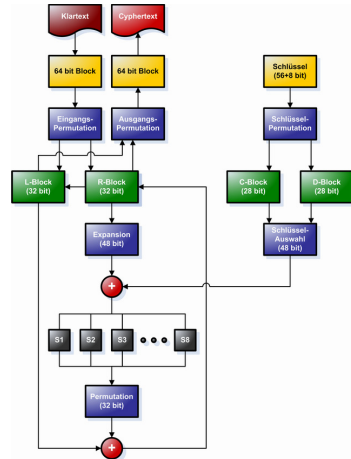 Klartext
Cyphertext
64 bit Block
64 bit Block
Schlüssel
(56+8 bit)
Eingangs-
Permutation
Ausgangs-
Permutation
Schlüssel-
Permutation
L-Block
(32 bit)
R-Block
(32 bit)
C-Block
(28 bit)
D-Block
(28 bit)
Expansion
(48 bit)
Schlüssel-
Auswahl
(48 bit)
+
S1
S2
S3
S8
Permutation
(32 bit)
+